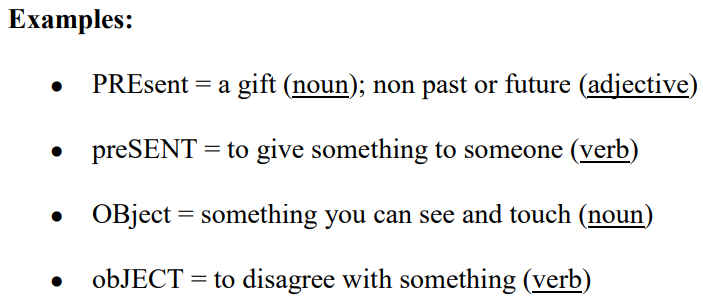 Examples:
● PREsent = a gift (noun); non past or future (adjective)
● preSENT = to give something to someone (verb)
● OBject = something you can see and touch (noun)
● obJECT = to disagree with something (verb)